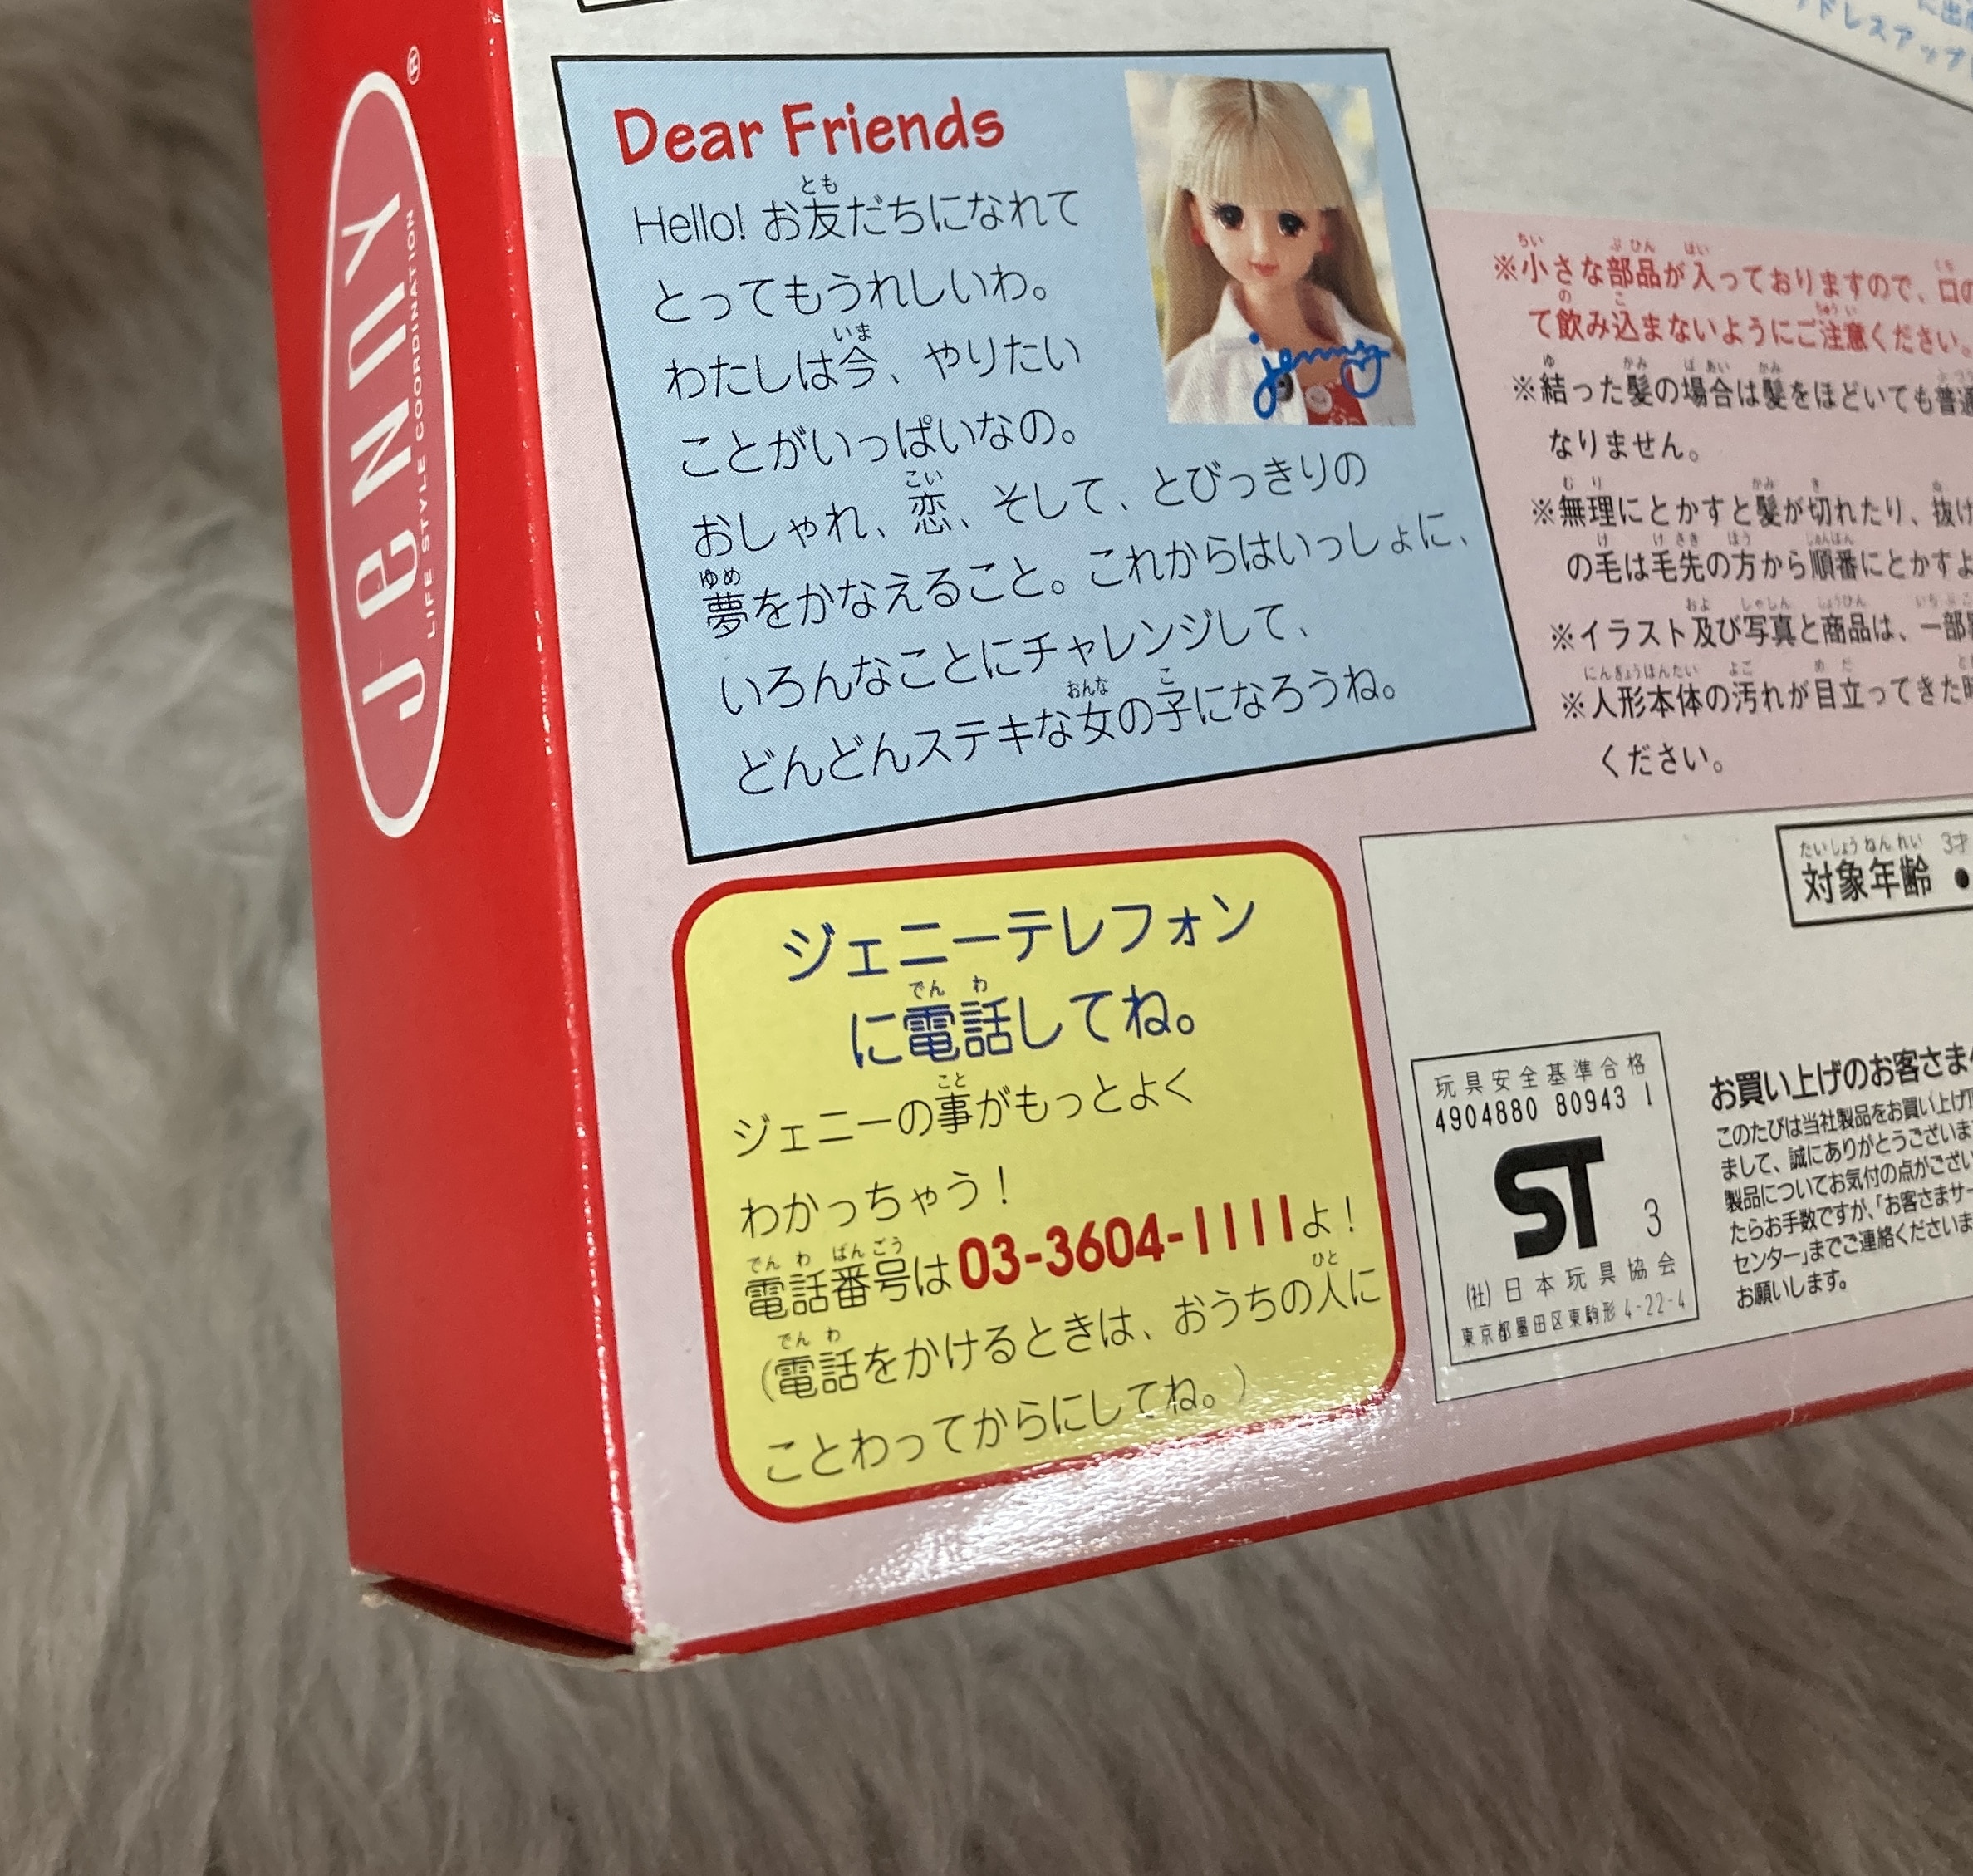 Jenny®
LIFE STYLE COORDINATION
ドレスアップ
Dear Friends
Hello! お友だちになれて
とってもうれしいわ。
わたしは今、やりたい
ことがいっぱいなの。
おしゃれ、恋、そして、とびっきりの
夢をかなえること。これからはいっしょに、
いろんなことにチャレンジして、
どんどんステキな女の子になろうね。
jenny
※小さな部品が入っておりますので、口の
て飲み込まないようにご注意ください。
※結った髪の場合は髪をほどいても普通
なりません。
※無理にとかすと髪が切れたり、抜け
の毛は毛先の方から順番にとかすよ
※イラスト及び写真と商品は、一部
※人形本体の汚れが目立ってきた
ください。
ジェニーテレフォン
に電話してね。
ジェニーの事がもっとよく
わかっちゃう!
電話番号は03-3604-1111よ!
(電話をかけるときは、おうちの人に
ことわってからにしてね。)
対象年齢 ● 3才
玩具安全基準合格
4904880 80943 1
ST 3
(社)日本玩具協会
東京都墨田区東駒形4-22-4
お買い上げのお客さま
このたびは当社製品をお買い上げ
まして、誠にありがとうございま
製品についてお気付の点がござい
たらお手数ですが、「お客さまサー
センター」までご連絡くださいま
お願いします。